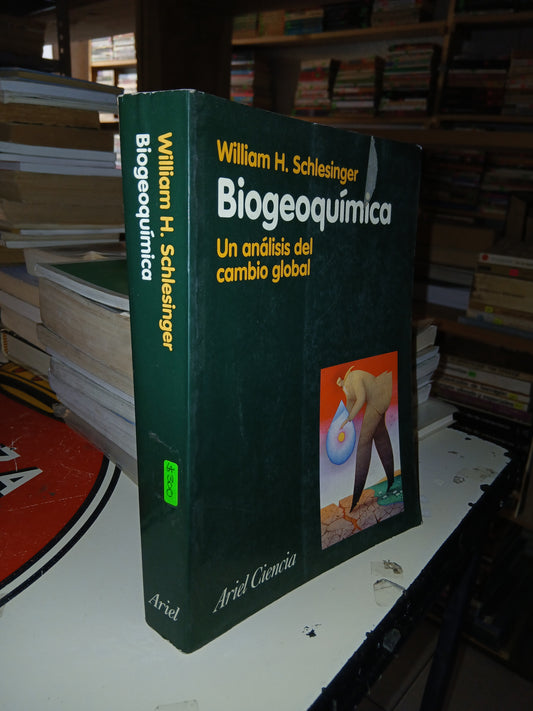 William H. Schlesinger
Biogeoquímica
Un análisis del
cambio global
Ariel Ciencia
William H. Schlesinger
Biogeoquímica
Ariel